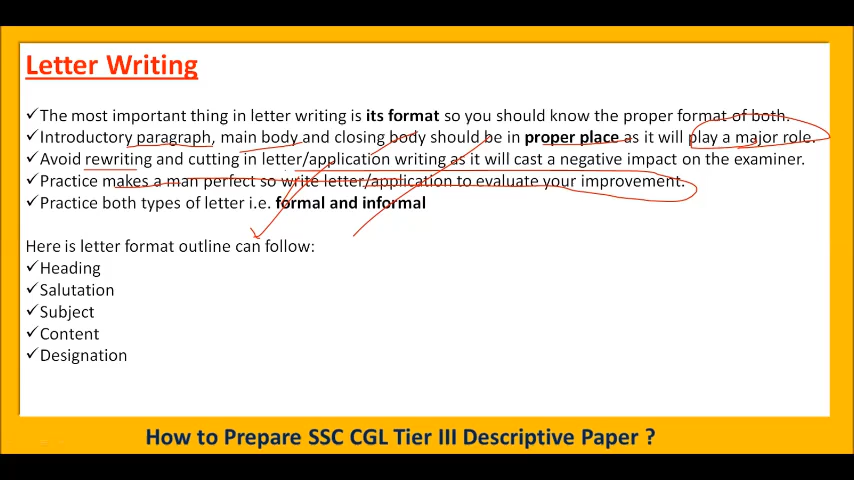 Letter Writing
✓The most important thing in letter writing is its format so you should know the proper format of both.
✓Introductory paragraph, main body and closing body should be in proper place as it will play a major role.
✓Avoid rewriting and cutting in letter/application writing as it will cast a negative impact on the examiner.
✓Practice makes a man perfect so write letter/application to evaluate your improvement.
✓Practice both types of letter i.e. formal and informal
Here is letter format outline can follow:
✓Heading
✓Salutation
✓Subject
✓Content
✓Designation
How to Prepare SSC CGL Tier III Descriptive Paper ?